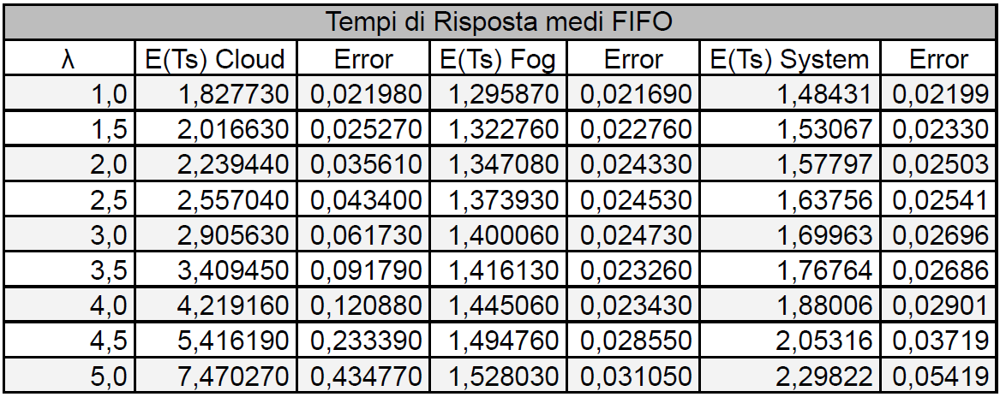 Tempi di Risposta medi FIFO
λ E(Ts) Cloud Error E(Ts) Fog Error E(Ts) System Error
1,0 1,827730 0,021980 1,295870 0,021690 1,48431 0,02199
1,5 2,016630 0,025270 1,322760 0,022760 1,53067 0,02330
2,0 2,239440 0,035610 1,347080 0,024330 1,57797 0,02503
2,5 2,557040 0,043400 1,373930 0,024530 1,63756 0,02541
3,0 2,905630 0,061730 1,400060 0,024730 1,69963 0,02696
3,5 3,409450 0,091790 1,416130 0,023260 1,76764 0,02686
4,0 4,219160 0,120880 1,445060 0,023430 1,88006 0,02901
4,5 5,416190 0,233390 1,494760 0,028550 2,05316 0,03719
5,0 7,470270 0,434770 1,528030 0,031050 2,29822 0,05419